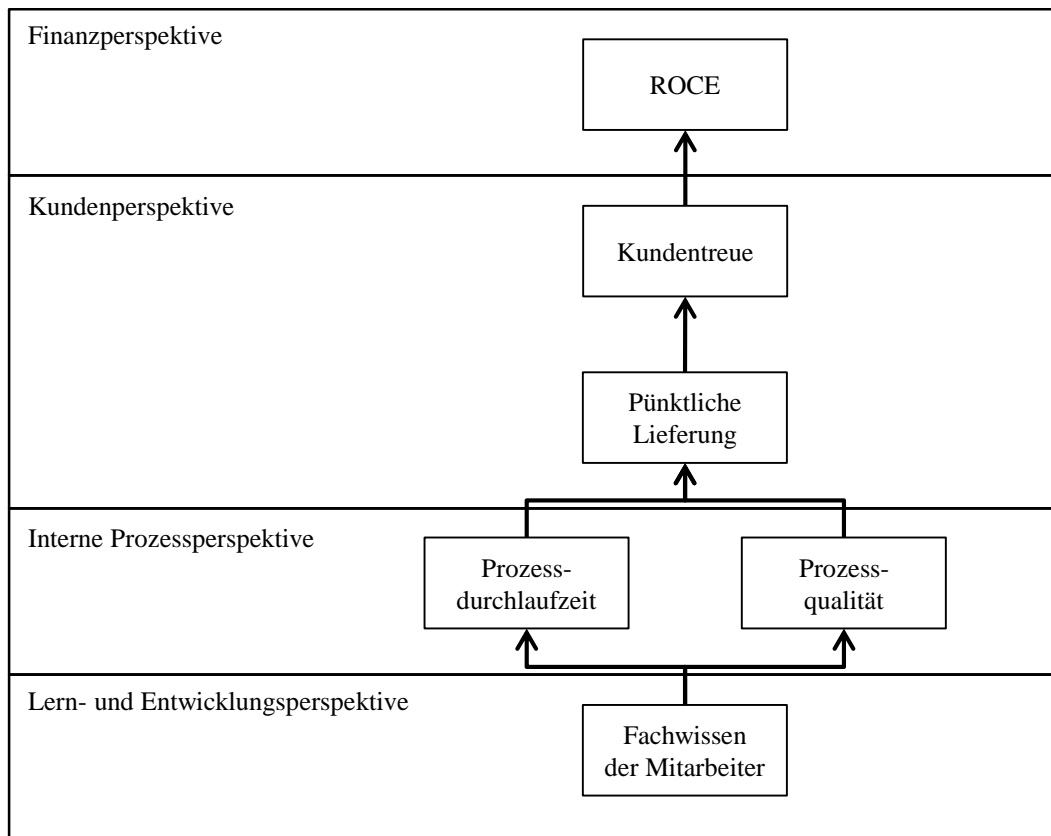 Finanzperspektive
ROCE
Kundenperspektive
Kundentreue
Pünktliche
Lieferung
Interne Prozessperspektive
Prozess-
durchlaufzeit
Prozess-
qualität
Lern- und Entwicklungsperspektive
Fachwissen
der Mitarbeiter